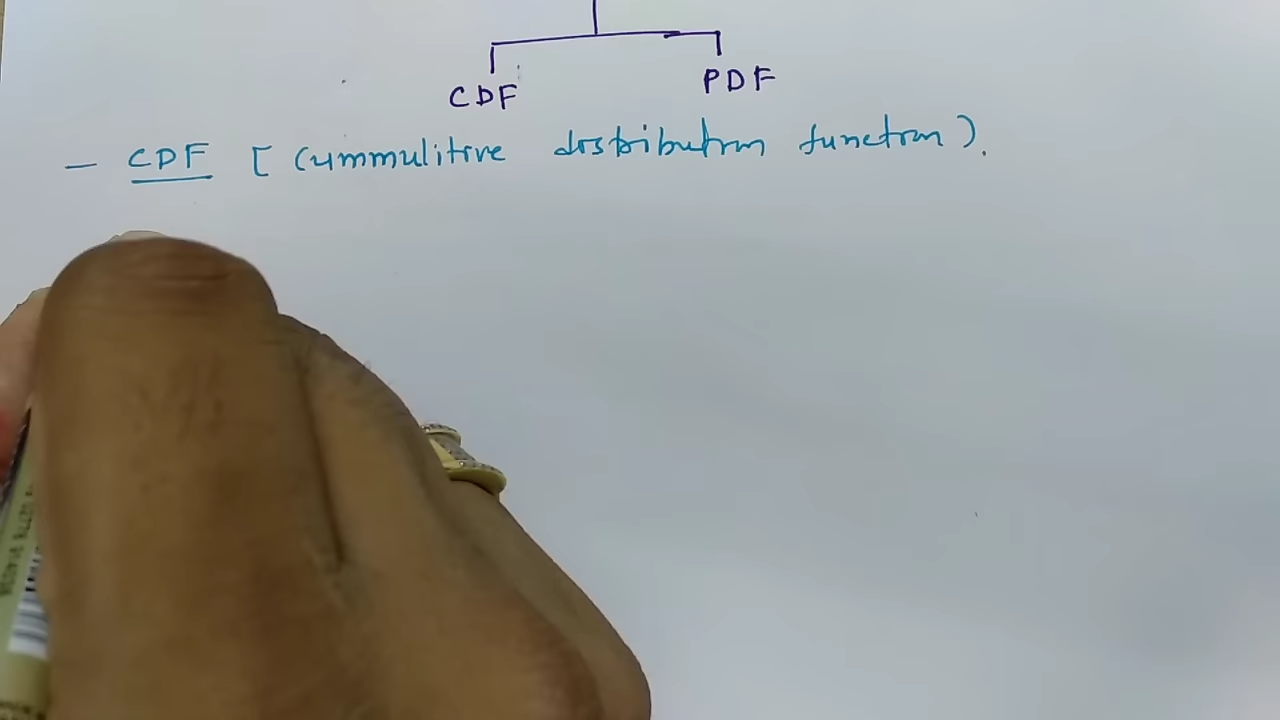 CDF PDF
- CDF [ Cummulitive distribution function ) .